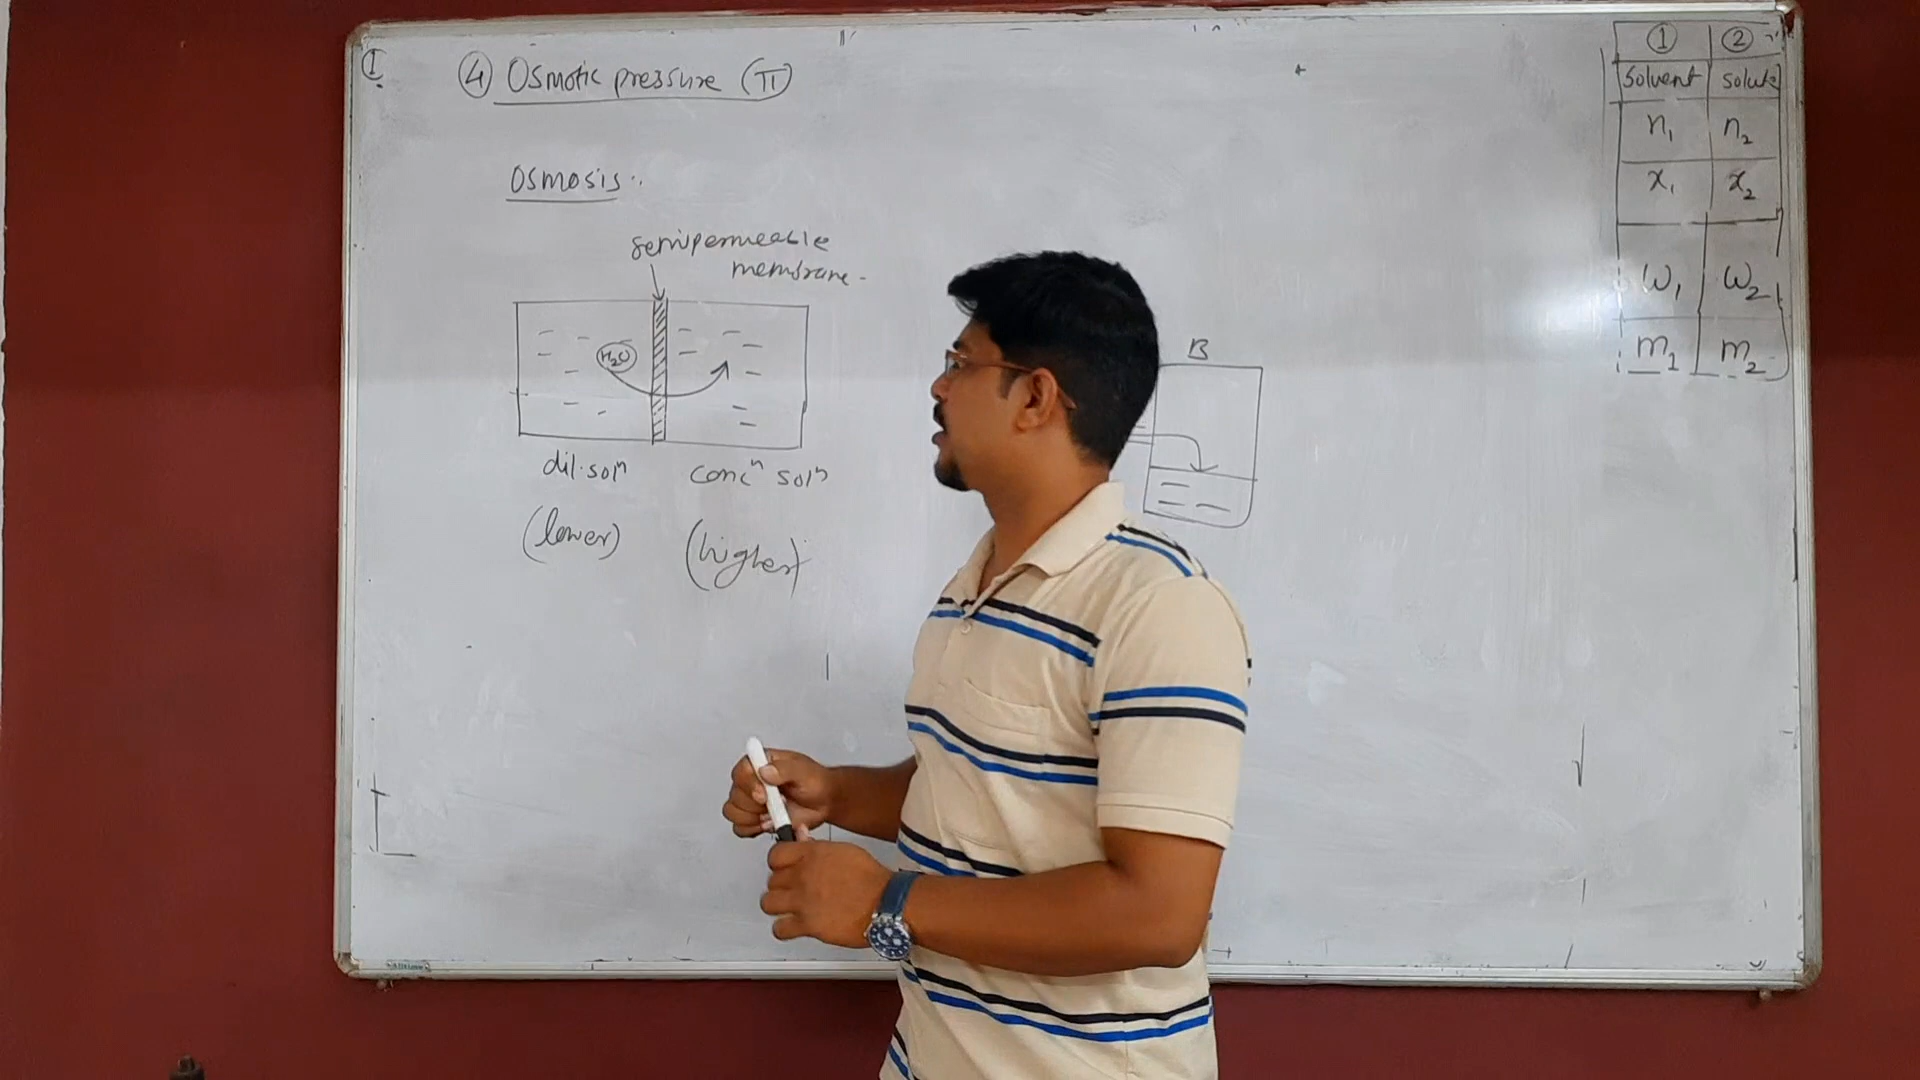 I
④ Osmotic pressure (π)
Osmosis:
semipermeable
membrane
H₂O
dil. solⁿ
concⁿ solⁿ
(lower)
(higher)
B
① ②
solvent solute
n₁ n₂
x₁ x₂
w₁ w₂
m₁ m₂